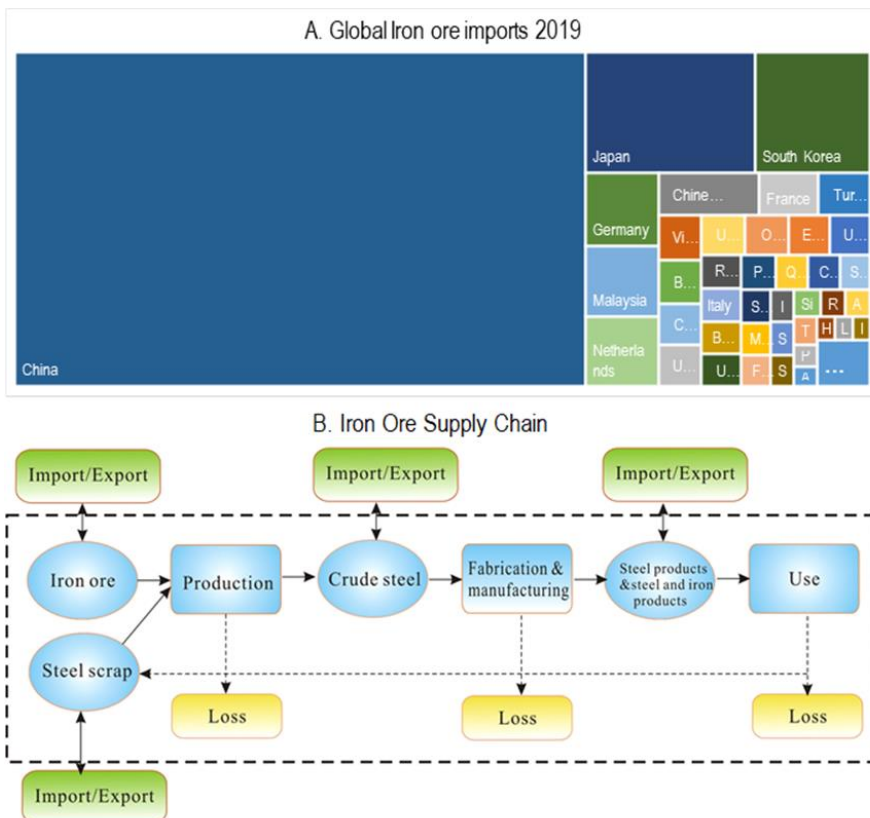 A. Global Iron ore imports 2019
China
Japan
South Korea
Germany
Malaysia
Netherla
nds
Chine...
France
Tur...
Vi...
U...
O...
E...
U...
B...
R...
P...
Q...
C...
S...
C...
Italy
S...
I
Si
R
A
U...
B...
M...
S
T
H
L
I
U...
F...
S
P
A
...
B. Iron Ore Supply Chain
Import/Export
Import/Export
Import/Export
Iron ore
Production
Crude steel
Fabrication &
manufacturing
Steel products
&steel and iron
products
Use
Steel scrap
Loss
Loss
Loss
Import/Export